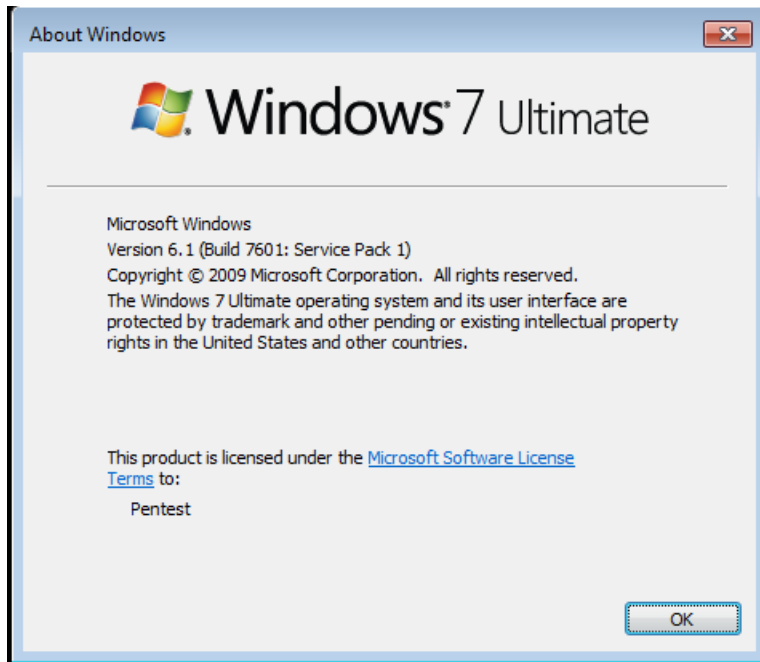 About Windows
Windows 7 Ultimate
Microsoft Windows
Version 6.1 (Build 7601: Service Pack 1)
Copyright © 2009 Microsoft Corporation. All rights reserved.
The Windows 7 Ultimate operating system and its user interface are
protected by trademark and other pending or existing intellectual property
rights in the United States and other countries.
This product is licensed under the Microsoft Software License
Terms to:
Pentest
OK